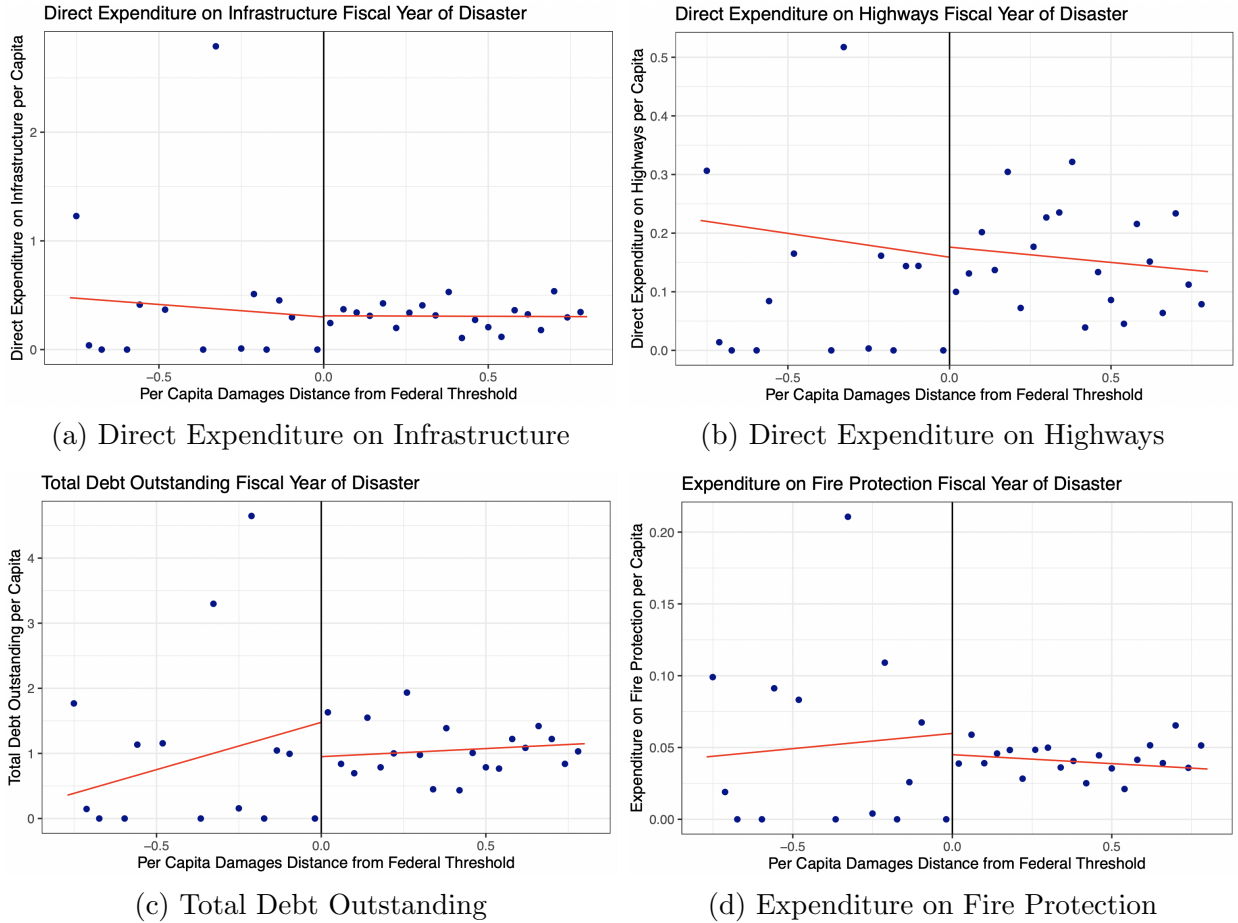 Direct Expenditure on Infrastructure Fiscal Year of Disaster
Direct Expenditure on Infrastructure per Capita
2
1
0
−0.5
0.0
0.5
Per Capita Damages Distance from Federal Threshold
(a) Direct Expenditure on Infrastructure
Direct Expenditure on Highways Fiscal Year of Disaster
Direct Expenditure on Highways per Capita
0.5
0.4
0.3
0.2
0.1
0.0
−0.5
0.0
0.5
Per Capita Damages Distance from Federal Threshold
(b) Direct Expenditure on Highways
Total Debt Outstanding Fiscal Year of Disaster
Total Debt Outstanding per Capita
4
3
2
1
0
−0.5
0.0
0.5
Per Capita Damages Distance from Federal Threshold
(c) Total Debt Outstanding
Expenditure on Fire Protection Fiscal Year of Disaster
Expenditure on Fire Protection per Capita
0.20
0.15
0.10
0.05
0.00
−0.5
0.0
0.5
Per Capita Damages Distance from Federal Threshold
(d) Expenditure on Fire Protection